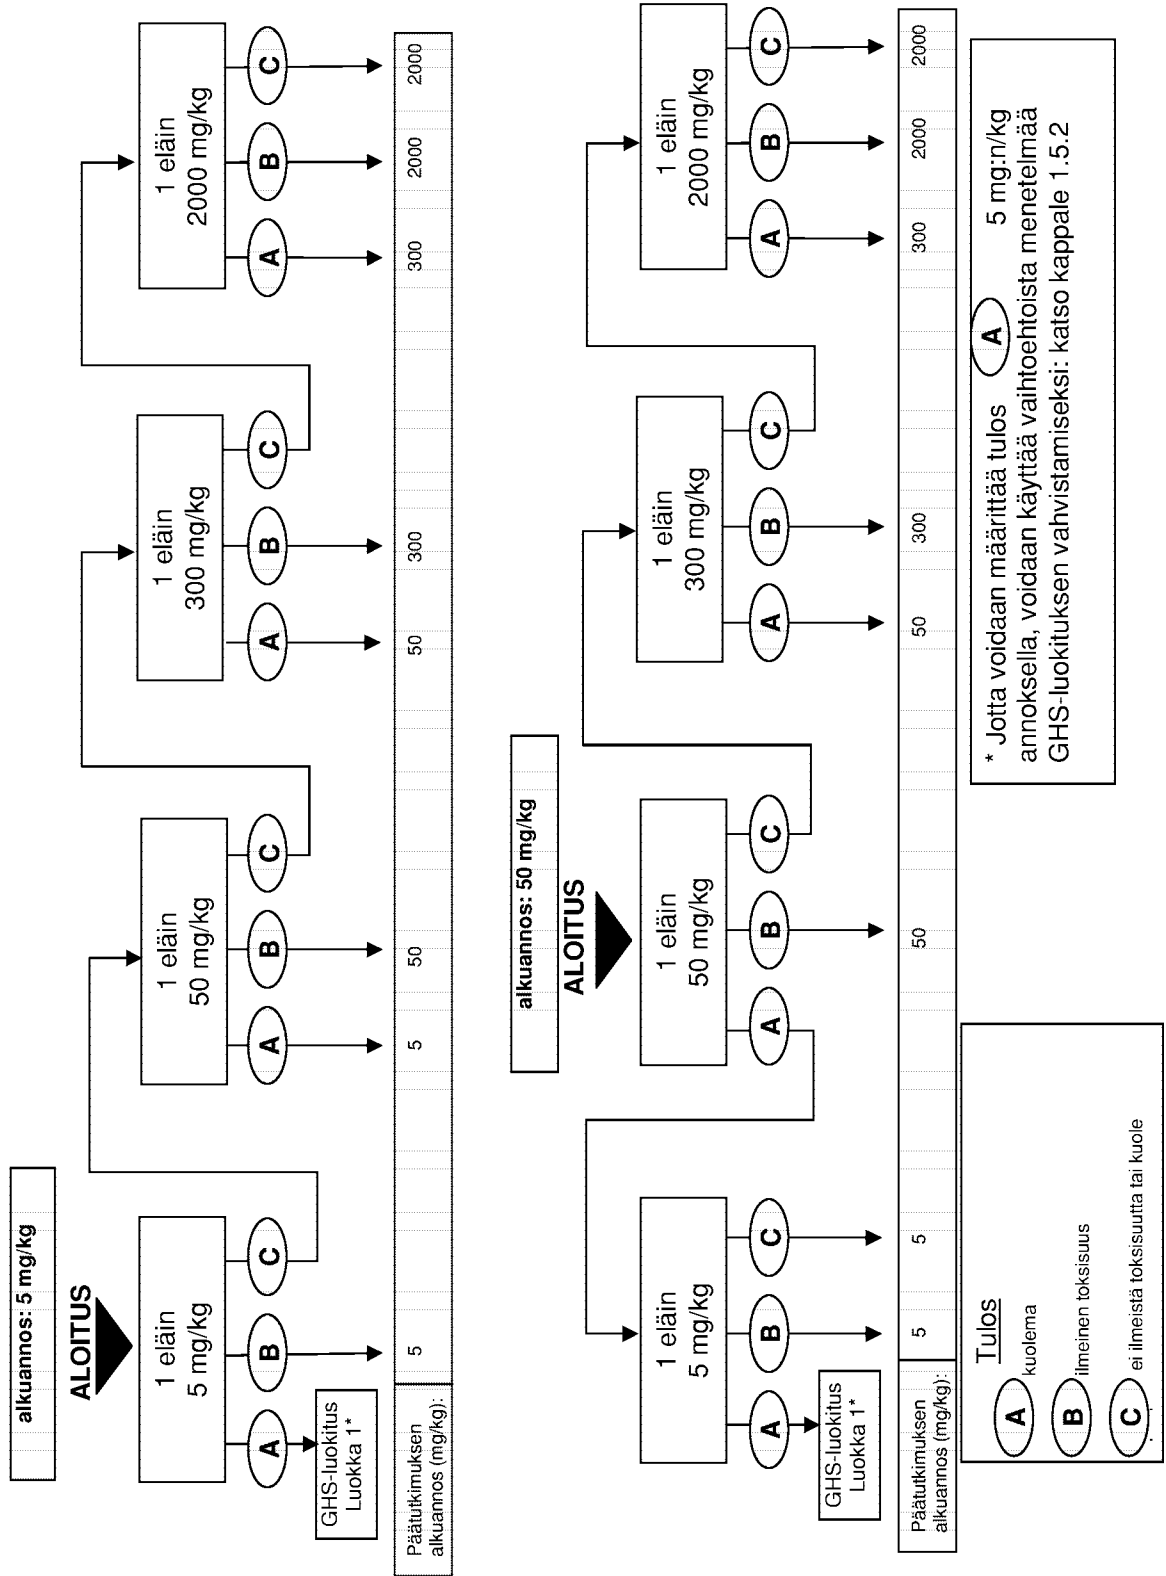 alkuannos: 5 mg/kg
ALOITUS
1 eläin
5 mg/kg
A
B
C
GHS-luokitus
Luokka 1*
1 eläin
50 mg/kg
A
B
C
1 eläin
300 mg/kg
A
B
C
1 eläin
2000 mg/kg
A
B
C
Päätutkimuksen
alkuannos (mg/kg):
5
5
50
50
300
300
2000
2000
alkuannos: 50 mg/kg
ALOITUS
1 eläin
5 mg/kg
A
B
C
GHS-luokitus
Luokka 1*
1 eläin
50 mg/kg
A
B
C
1 eläin
300 mg/kg
A
B
C
1 eläin
2000 mg/kg
A
B
C
Päätutkimuksen
alkuannos (mg/kg):
5
5
50
50
300
300
2000
2000
Tulos
A kuolema
B ilmeinen toksisuus
C ei ilmeistä toksisuutta tai kuole
* Jotta voidaan määrittää tulos A 5 mg:n/kg
annoksella, voidaan käyttää vaihtoehtoista menetelmää
GHS-luokituksen vahvistamiseksi: katso kappale 1.5.2